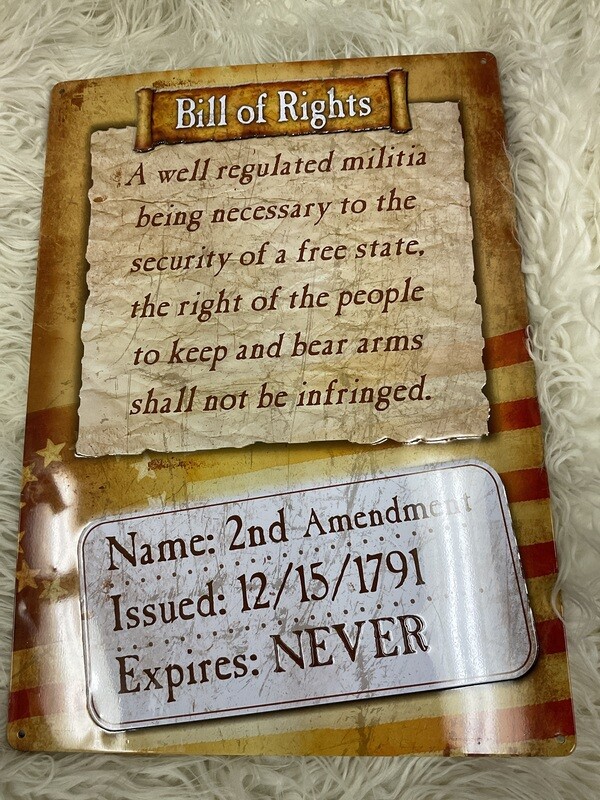 Bill of Rights
A well regulated militia
being necessary to the
security of a free state,
the right of the people
to keep and bear arms
shall not be infringed.
Name: 2nd Amendment
Issued: 12/15/1791
Expires: NEVER